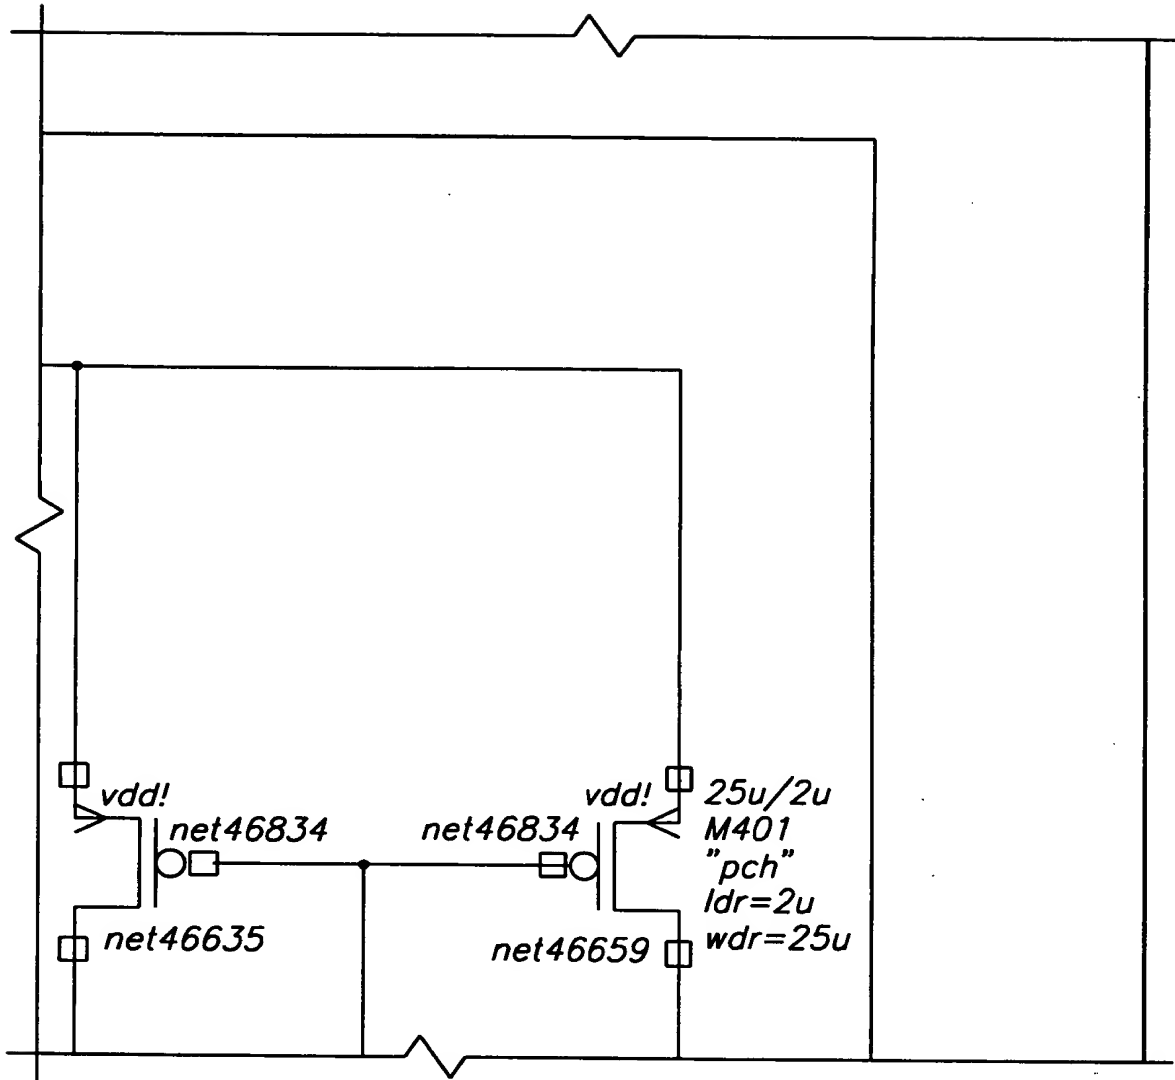 vdd!
net46834
net46635
vdd!
net46834
net46659
25u/2u
M401
"pch"
ldr=2u
wdr=25u